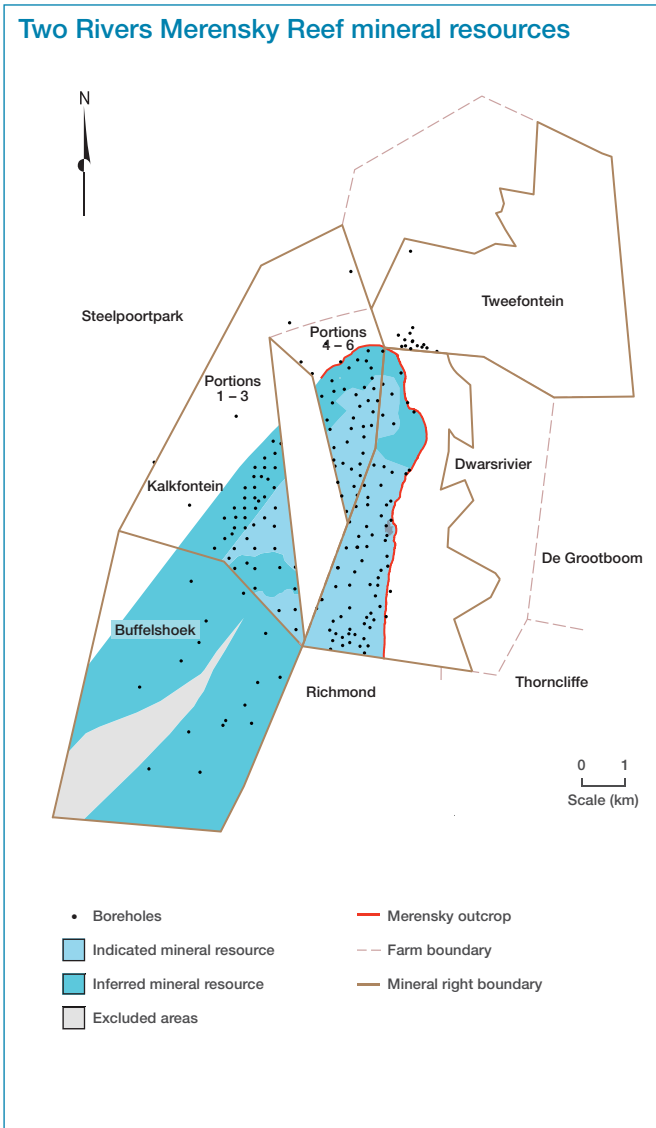 Two Rivers Merensky Reef mineral resources
N
Steelpoortpark
Tweefontein
Portions
4 – 6
Portions
1 – 3
Dwarsrivier
Kalkfontein
De Grootboom
Buffelshoek
Thorncliffe
Richmond
0 1
Scale (km)
Boreholes
Merensky outcrop
Indicated mineral resource
Farm boundary
Inferred mineral resource
Mineral right boundary
Excluded areas